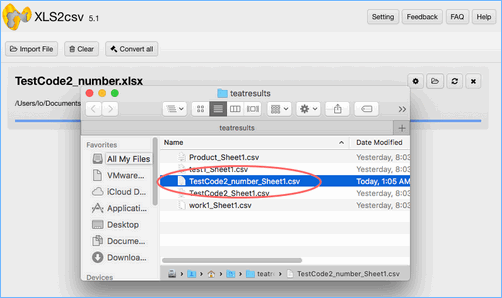 XLS2csv 5.1
Setting
Feedback
FAQ
Help
Import File
Clear
Convert all
TestCode2_number.xlsx
/Users/lo/Documents
teatresults
teatresults
Favorites
All My Files
VMware...
iCloud D...
Applicati...
Desktop
Docume...
Downloa...
Devices
Name
Date Modified
Product_Sheet1.csv
Yesterday, 8:03
test1_Sheet1.csv
Yesterday, 8:03
TestCode2_number_Sheet1.csv
Today, 1:05 AM
TestCode2_Sheet1.csv
Yesterday, 8:03
work1_Sheet1.csv
Yesterday, 8:03
teatre
TestCode2_number_Sheet1.csv